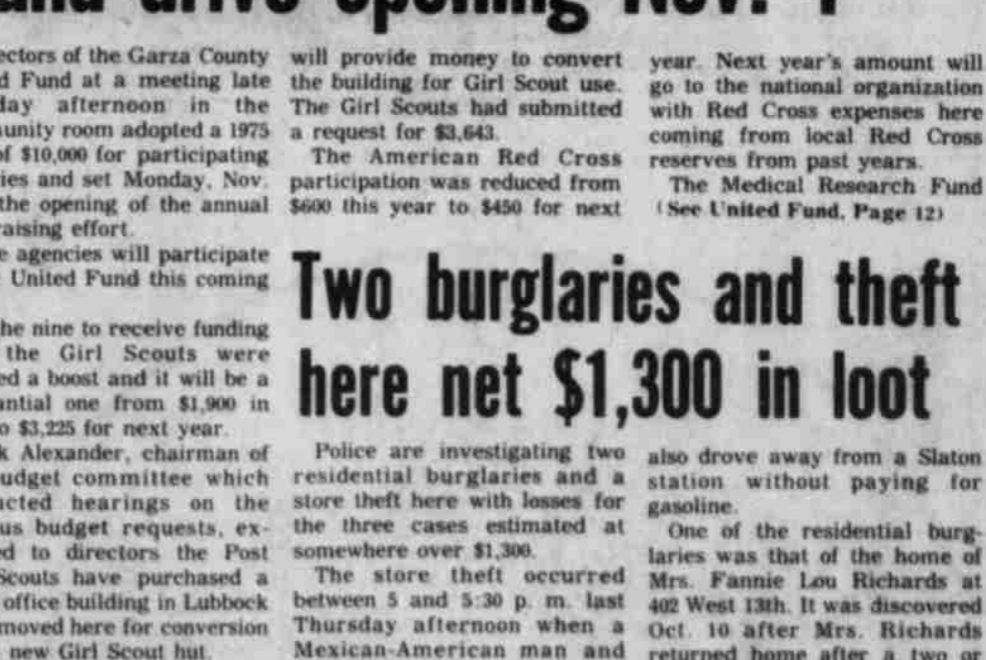 drive opening Nov.
ectors of the Garza County
d Fund at a meeting late
day afternoon in the
unity room adopted a 1975
of $10,000 for participating
ies and set Monday, Nov.
the opening of the annual
raising effort.
e agencies will participate
United Fund this coming
he nine to receive funding
the Girl Scouts were
ed a boost and it will be a
antial one from $1,900 in
o $3,225 for next year.
k Alexander, chairman of
udget committee which
ucted hearings on the
us budget requests, ex-
ed to directors the Post
Scouts have purchased a
office building in Lubbock
moved here for conversion
new Girl Scout hut.
will provide money to convert
the building for Girl Scout use.
The Girl Scouts had submitted
a request for $3,643.
The American Red Cross
participation was reduced from
$600 this year to $450 for next
year. Next year's amount will
go to the national organization
with Red Cross expenses here
coming from local Red Cross
reserves from past years.
The Medical Research Fund
(See United Fund, Page 12)
Two burglaries and theft
here net $1,300 in loot
Police are investigating two
residential burglaries and a
store theft here with losses for
the three cases estimated at
somewhere over $1,300.
The store theft occurred
between 5 and 5:30 p. m. last
Thursday afternoon when a
Mexican-American man and
also drove away from a Slaton
station without paying for
gasoline.
One of the residential burg-
laries was that of the home of
Mrs. Fannie Lou Richards at
402 West 13th. It was discovered
Oct. 10 after Mrs. Richards
returned home after a two or